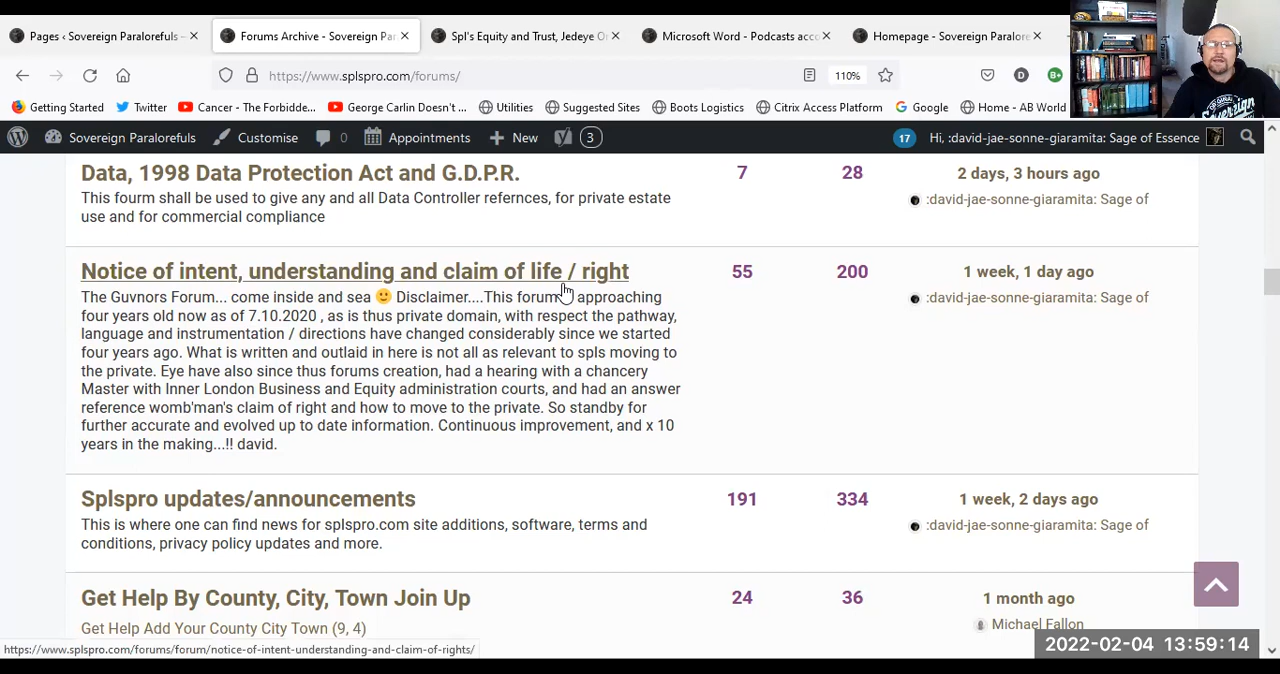 Pages ‹ Sovereign Paralorefuls –
Forums Archive - Sovereign Par
Spl's Equity and Trust, Jedeye Or
Microsoft Word - Podcasts acco
Homepage - Sovereign Paralore
https://www.splspro.com/forums/
110%
Getting Started
Twitter
Cancer - The Forbidde...
George Carlin Doesn't ...
Utilities
Suggested Sites
Boots Logistics
Citrix Access Platform
Google
Home - AB World
Sovereign Paralorefuls
Customise
0
Appointments
New
3
17
Hi, :david-jae-sonne-giaramita: Sage of Essence
Data, 1998 Data Protection Act and G.D.P.R.
7
28
2 days, 3 hours ago
This fourm shall be used to give any and all Data Controller refernces, for private estate
:david-jae-sonne-giaramita: Sage of
use and for commercial compliance
Notice of intent, understanding and claim of life / right
55
200
1 week, 1 day ago
The Guvnors Forum... come inside and sea 🙂 Disclaimer....This forum approaching
:david-jae-sonne-giaramita: Sage of
four years old now as of 7.10.2020 , as is thus private domain, with respect the pathway,
language and instrumentation / directions have changed considerably since we started
four years ago. What is written and outlaid in here is not all as relevant to spls moving to
the private. Eye have also since thus forums creation, had a hearing with a chancery
Master with Inner London Business and Equity administration courts, and had an answer
reference womb'man's claim of right and how to move to the private. So standby for
further accurate and evolved up to date information. Continuous improvement, and x 10
years in the making...!! david.
Splspro updates/announcements
191
334
1 week, 2 days ago
This is where one can find news for splspro.com site additions, software, terms and
:david-jae-sonne-giaramita: Sage of
conditions, privacy policy updates and more.
Get Help By County, City, Town Join Up
24
36
1 month ago
Get Help Add Your County City Town (9, 4)
Michael Fallon
https://www.splspro.com/forums/forum/notice-of-intent-understanding-and-claim-of-rights/
2022-02-04 13:59:14